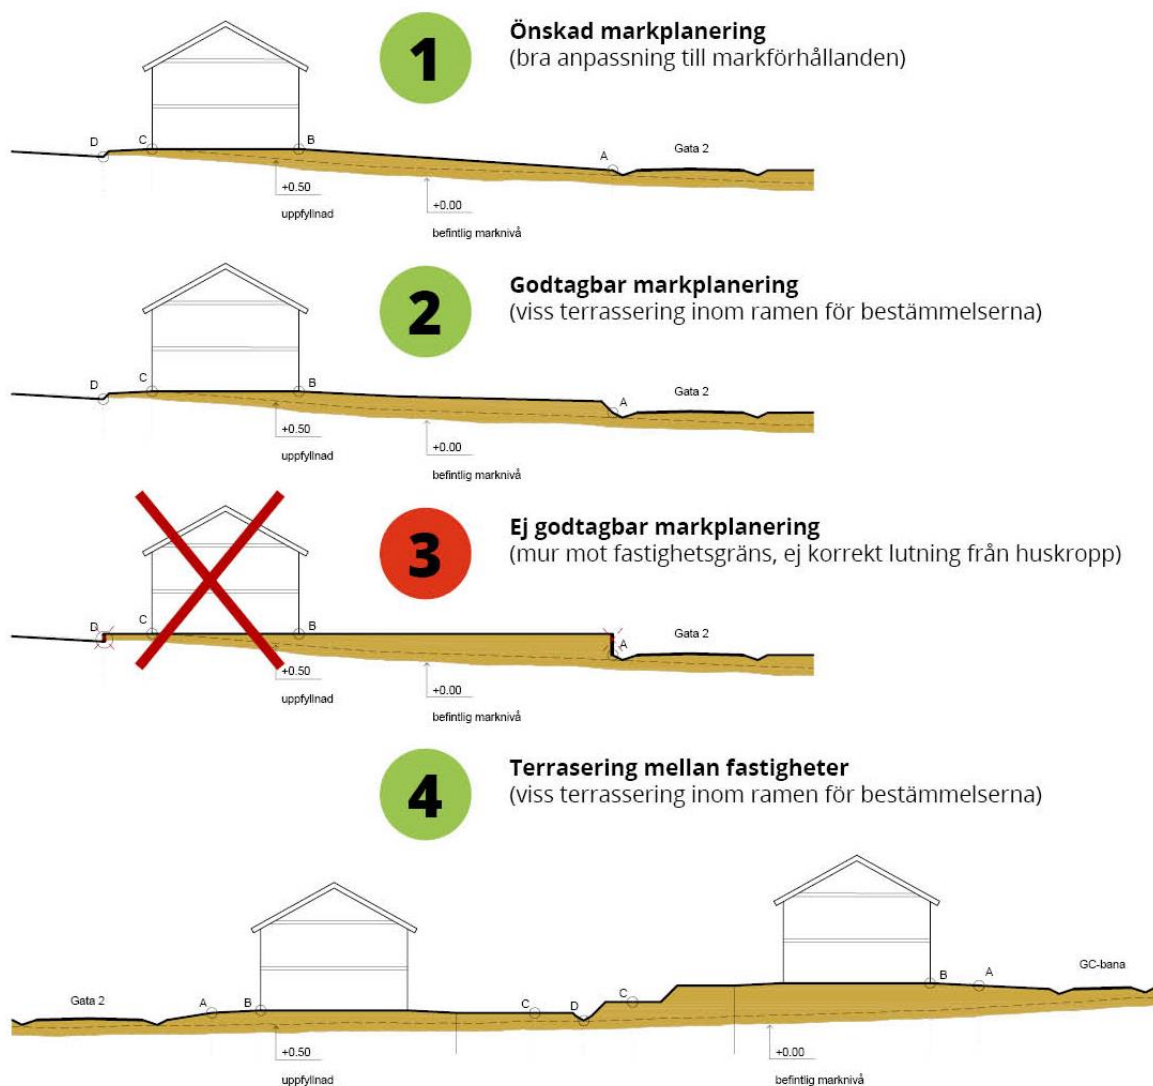 1
Önskad markplanering
(bra anpassning till markförhållanden)
D
C
B
A
Gata 2
+0.50
uppfyllnad
+0.00
befintlig marknivå
2
Godtagbar markplanering
(viss terrassering inom ramen för bestämmelserna)
D
C
B
A
Gata 2
+0.50
uppfyllnad
+0.00
befintlig marknivå
3
Ej godtagbar markplanering
(mur mot fastighetsgräns, ej korrekt lutning från huskropp)
D
C
B
A
Gata 2
+0.50
uppfyllnad
+0.00
befintlig marknivå
4
Terrasering mellan fastigheter
(viss terrassering inom ramen för bestämmelserna)
Gata 2
A
B
C
D
C
B
A
GC-bana
+0.50
uppfyllnad
+0.00
befintlig marknivå